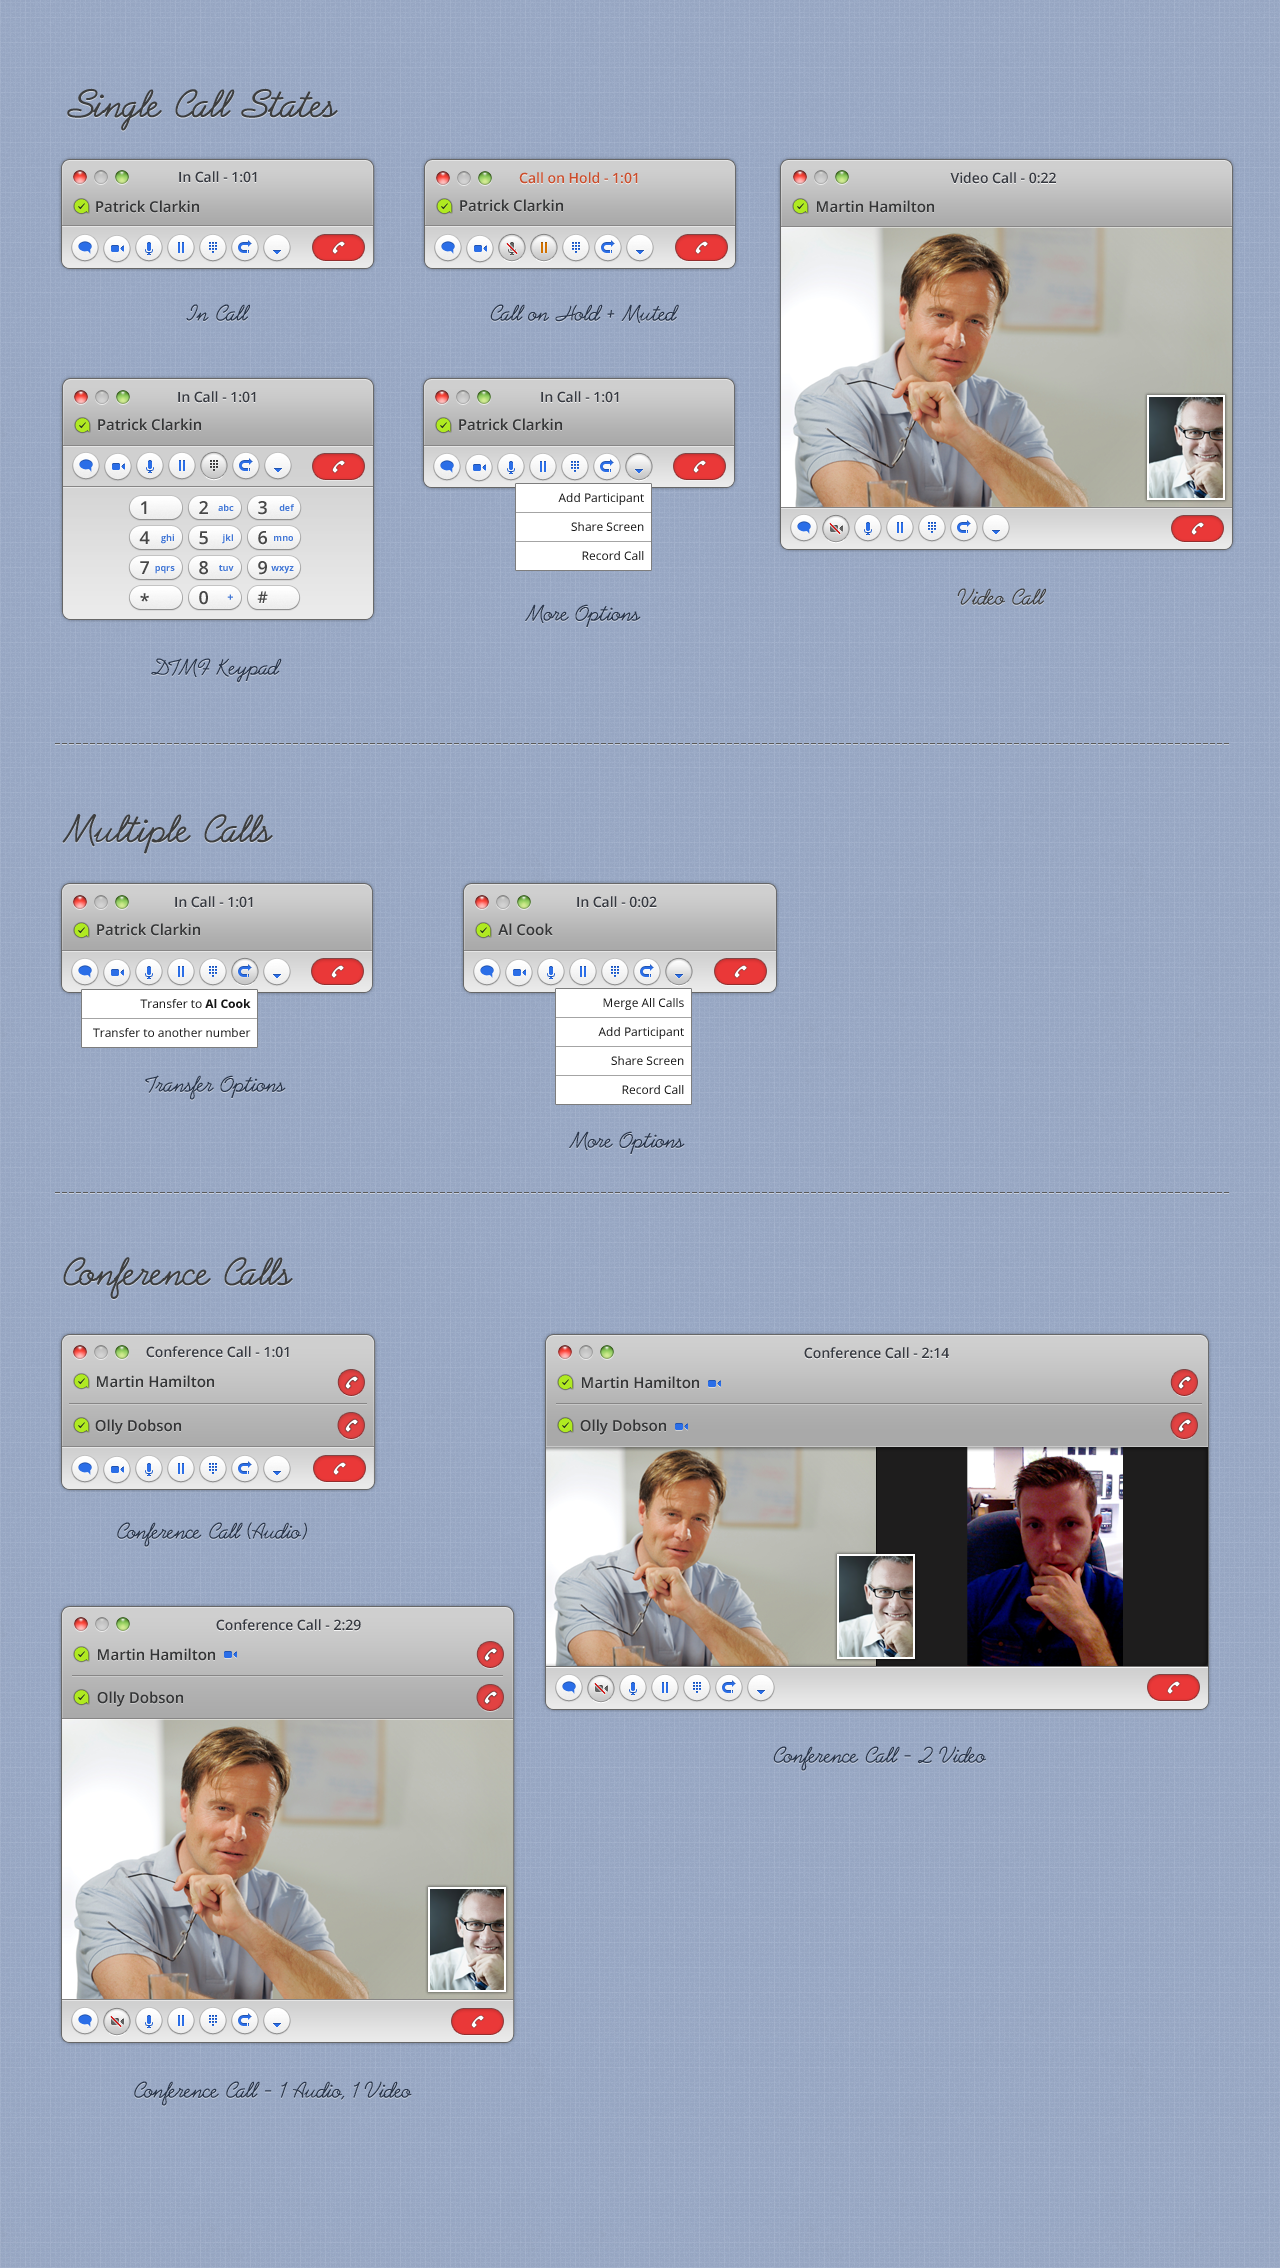 Single Call States
In Call - 1:01
Patrick Clarkin
In Call
Call on Hold - 1:01
Patrick Clarkin
Call on Hold + Muted
Video Call - 0:22
Martin Hamilton
Video Call
In Call - 1:01
Patrick Clarkin
1 2 abc 3 def
4 ghi 5 jkl 6 mno
7 pqrs 8 tuv 9 wxyz
* 0 + #
DTMF Keypad
In Call - 1:01
Patrick Clarkin
Add Participant
Share Screen
Record Call
More Options
Multiple Calls
In Call - 1:01
Patrick Clarkin
Transfer to Al Cook
Transfer to another number
Transfer Options
In Call - 0:02
Al Cook
Merge All Calls
Add Participant
Share Screen
Record Call
More Options
Conference Calls
Conference Call - 1:01
Martin Hamilton
Olly Dobson
Conference Call (Audio)
Conference Call - 2:14
Martin Hamilton
Olly Dobson
Conference Call - 2 Video
Conference Call - 2:29
Martin Hamilton
Olly Dobson
Conference Call - 1 Audio, 1 Video